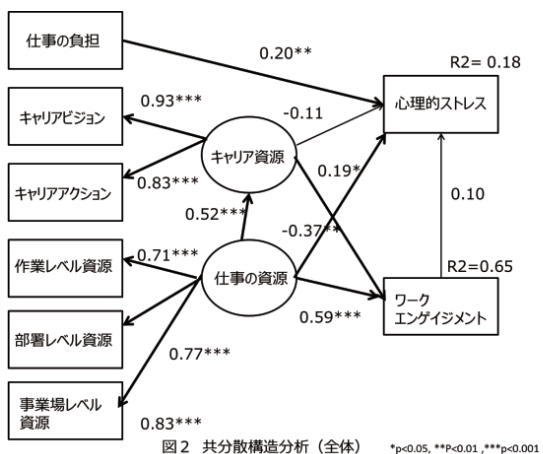 仕事の負担
0.20**
R2= 0.18
心理的ストレス
キャリアビジョン
0.93***
-0.11
キャリア資源
0.19*
キャリアアクション
0.83***
0.52***
0.10
-0.37**
作業レベル資源
0.71***
仕事の資源
R2=0.65
0.59***
ワーク
エンゲイジメント
部署レベル資源
0.77***
事業場レベル
資源
0.83***
図2 共分散構造分析(全体)
*p<0.05, **P<0.01 ,***p<0.001